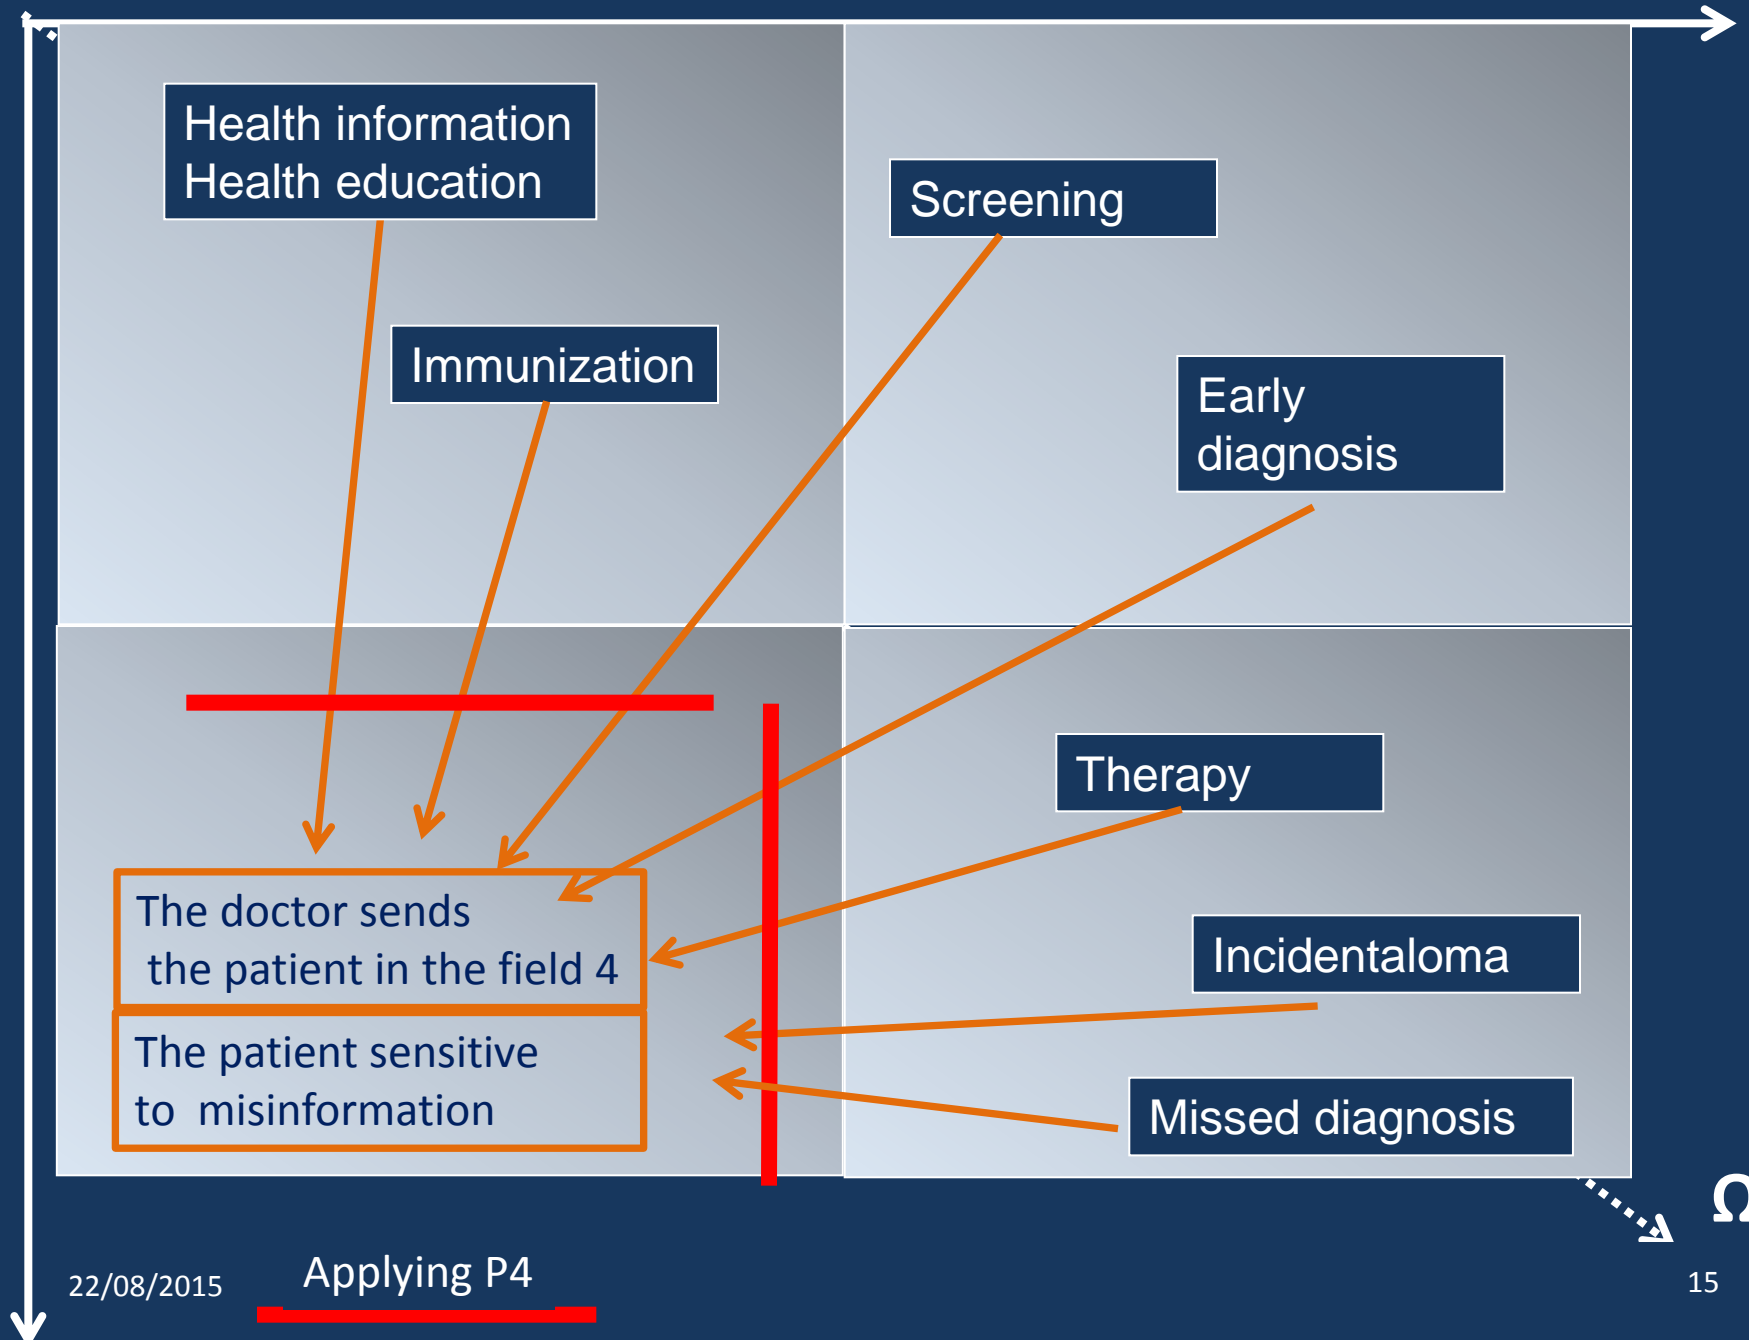 Health information
Health education
Screening
Immunization
Early
diagnosis
Therapy
The doctor sends
the patient in the field 4
Incidentaloma
The patient sensitive
to misinformation
Missed diagnosis
Ω
22/08/2015
Applying P4
15